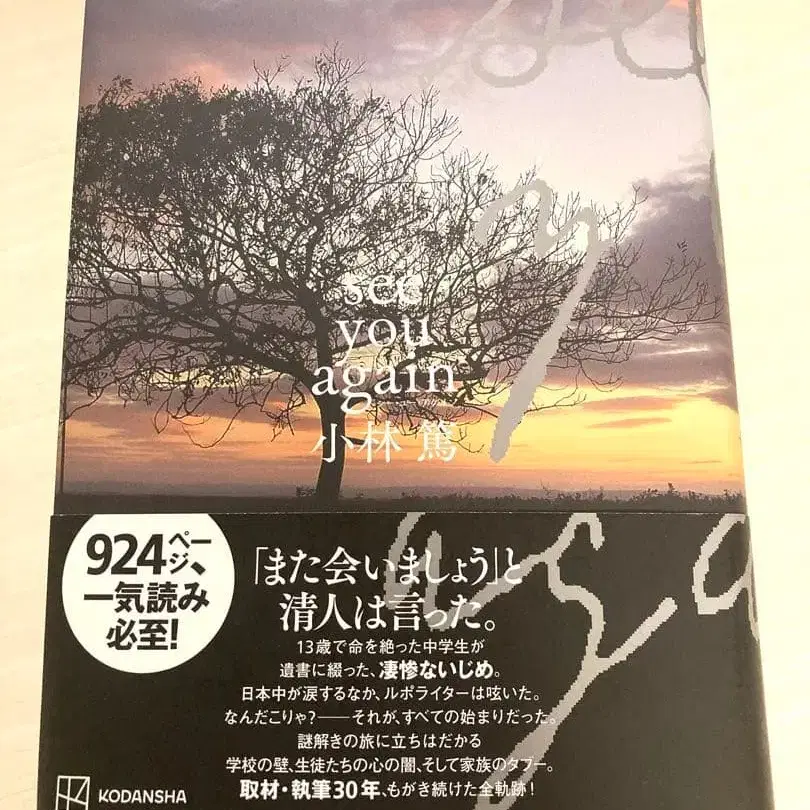 see
you
again
小林 篤
924ページ、
一気読み
必至!
「また会いましょう」と
清人は言った。
13歳で命を絶った中学生が
遺書に綴った、凄惨ないじめ。
日本中が涙するなか、ルポライターは呟いた。
なんだこりゃ?——それが、すべての始まりだった。
謎解きの旅に立ちはだかる
学校の壁、生徒たちの心の闇、そして家族のタブー。
取材・執筆30年、もがき続けた全軌跡!
KODANSHA